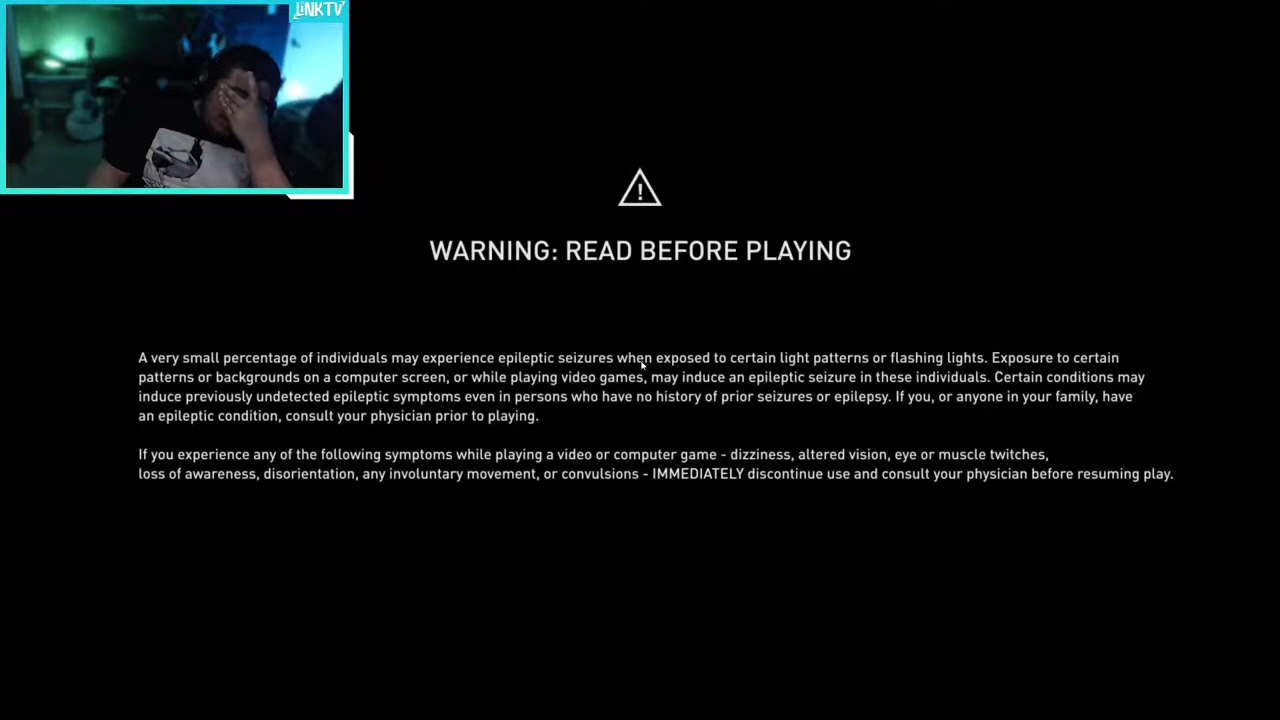 LiNKTV
WARNING: READ BEFORE PLAYING
A very small percentage of individuals may experience epileptic seizures when exposed to certain light patterns or flashing lights. Exposure to certain
patterns or backgrounds on a computer screen, or while playing video games, may induce an epileptic seizure in these individuals. Certain conditions may
induce previously undetected epileptic symptoms even in persons who have no history of prior seizures or epilepsy. If you, or anyone in your family, have
an epileptic condition, consult your physician prior to playing.
If you experience any of the following symptoms while playing a video or computer game - dizziness, altered vision, eye or muscle twitches,
loss of awareness, disorientation, any involuntary movement, or convulsions - IMMEDIATELY discontinue use and consult your physician before resuming play.